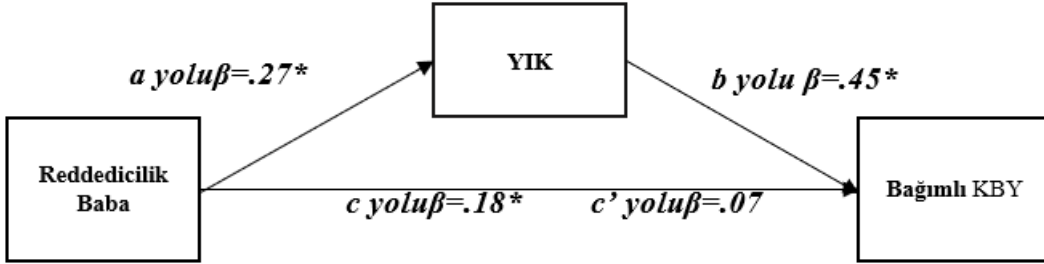 YIK
a yoluβ=.27*
b yolu β=.45*
Reddedicilik
Baba
Bağımlı KBY
c yoluβ=.18*
c’ yoluβ=.07